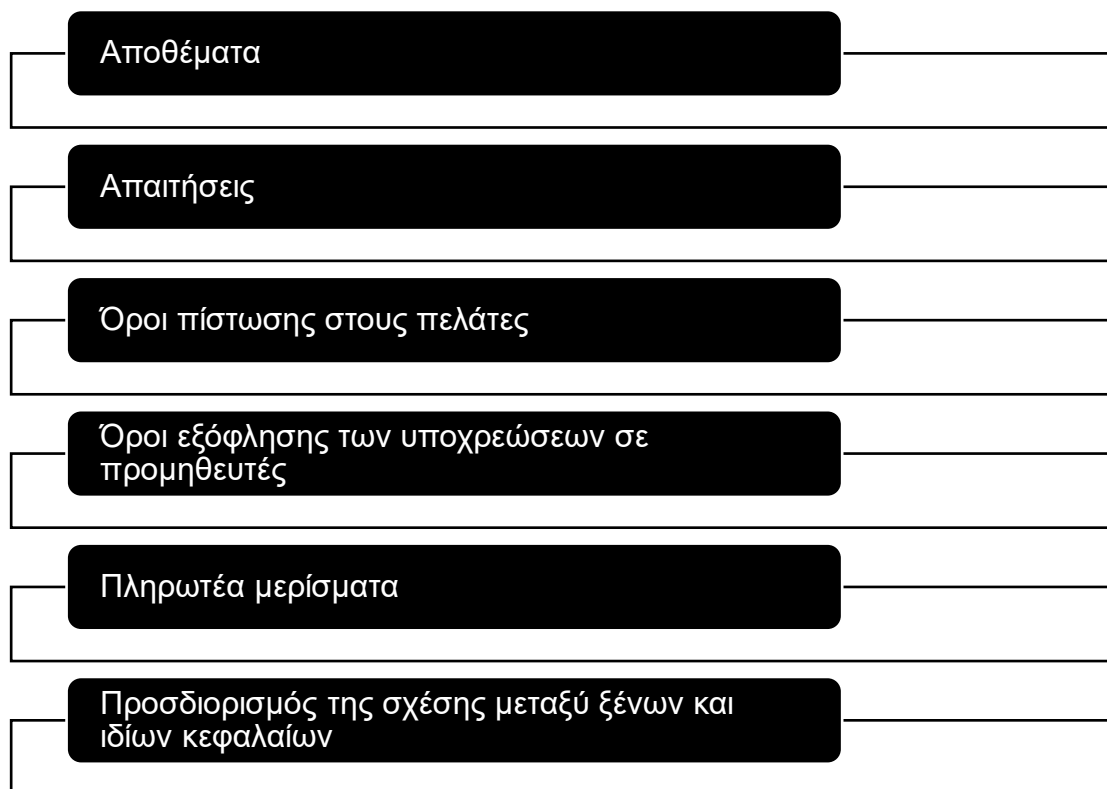 Αποθέματα
Απαιτήσεις
Όροι πίστωσης στους πελάτες
Όροι εξόφλησης των υποχρεώσεων σε
προμηθευτές
Πληρωτέα μερίσματα
Προσδιορισμός της σχέσης μεταξύ ξένων και
ιδίων κεφαλαίων